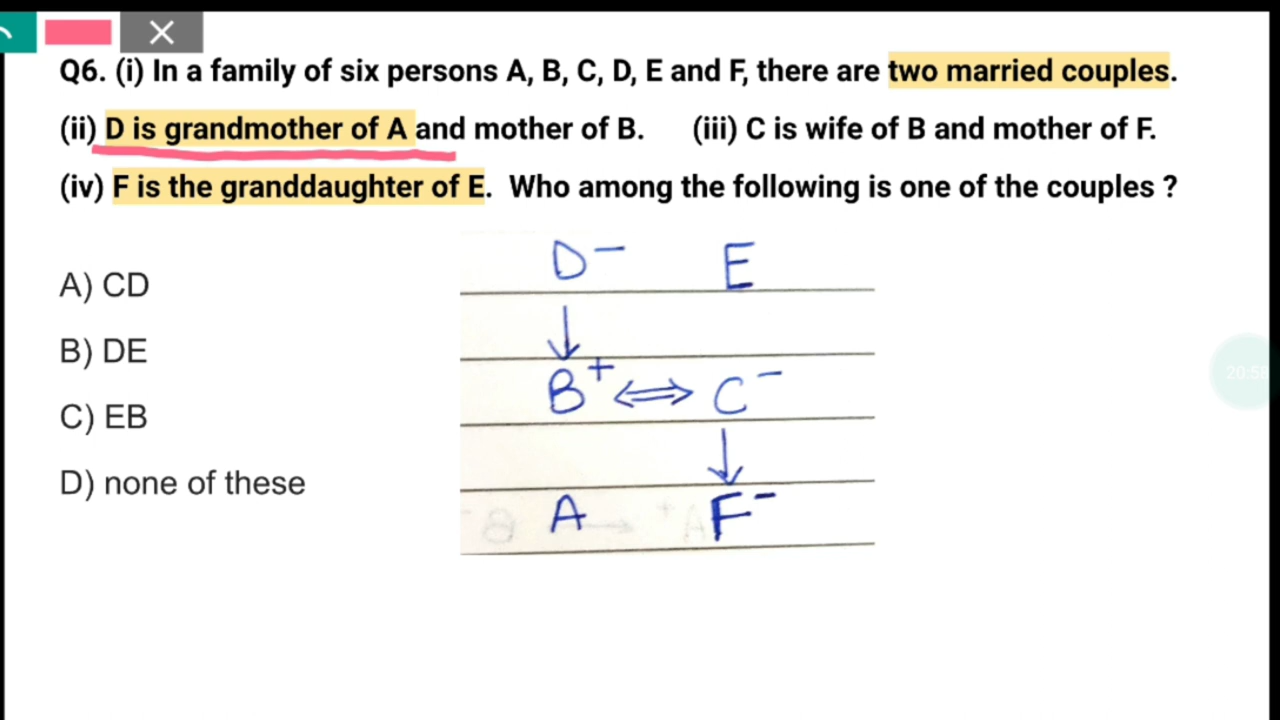 Q6. (i) In a family of six persons A, B, C, D, E and F, there are two married couples.
(ii) D is grandmother of A and mother of B. (iii) C is wife of B and mother of F.
(iv) F is the granddaughter of E. Who among the following is one of the couples ?
A) CD
B) DE
C) EB
D) none of these
D⁻ E
B⁺ ⇔ C⁻
A F⁻
20:58